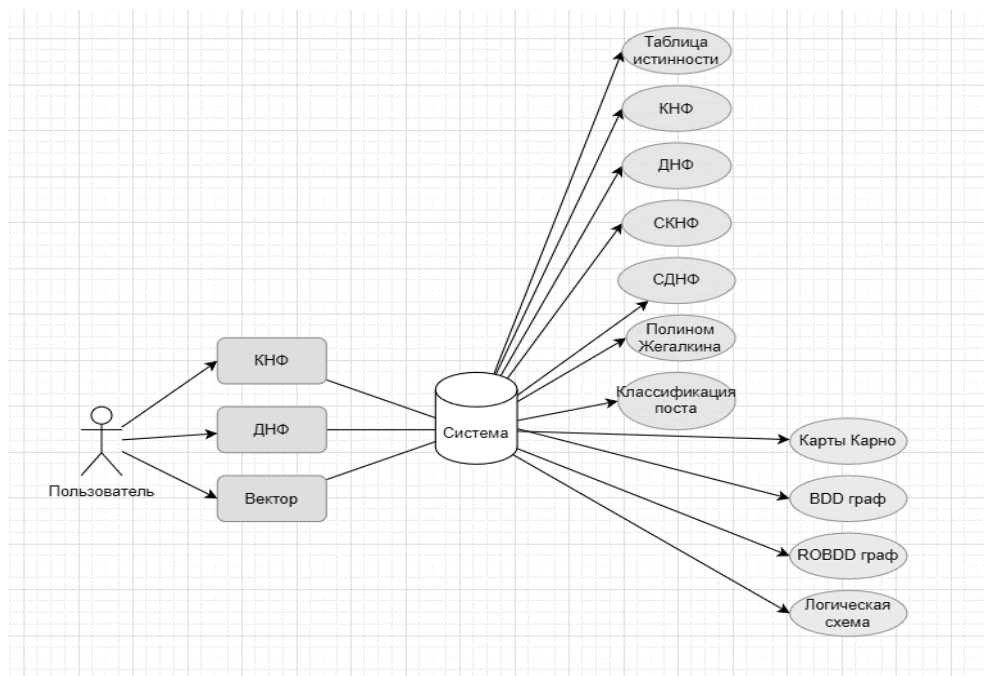 Таблица
истинности
КНФ
ДНФ
СКНФ
СДНФ
Полином
Жегалкина
Классификация
поста
КНФ
ДНФ
Вектор
Пользователь
Система
Карты Карно
BDD граф
ROBDD граф
Логическая
схема